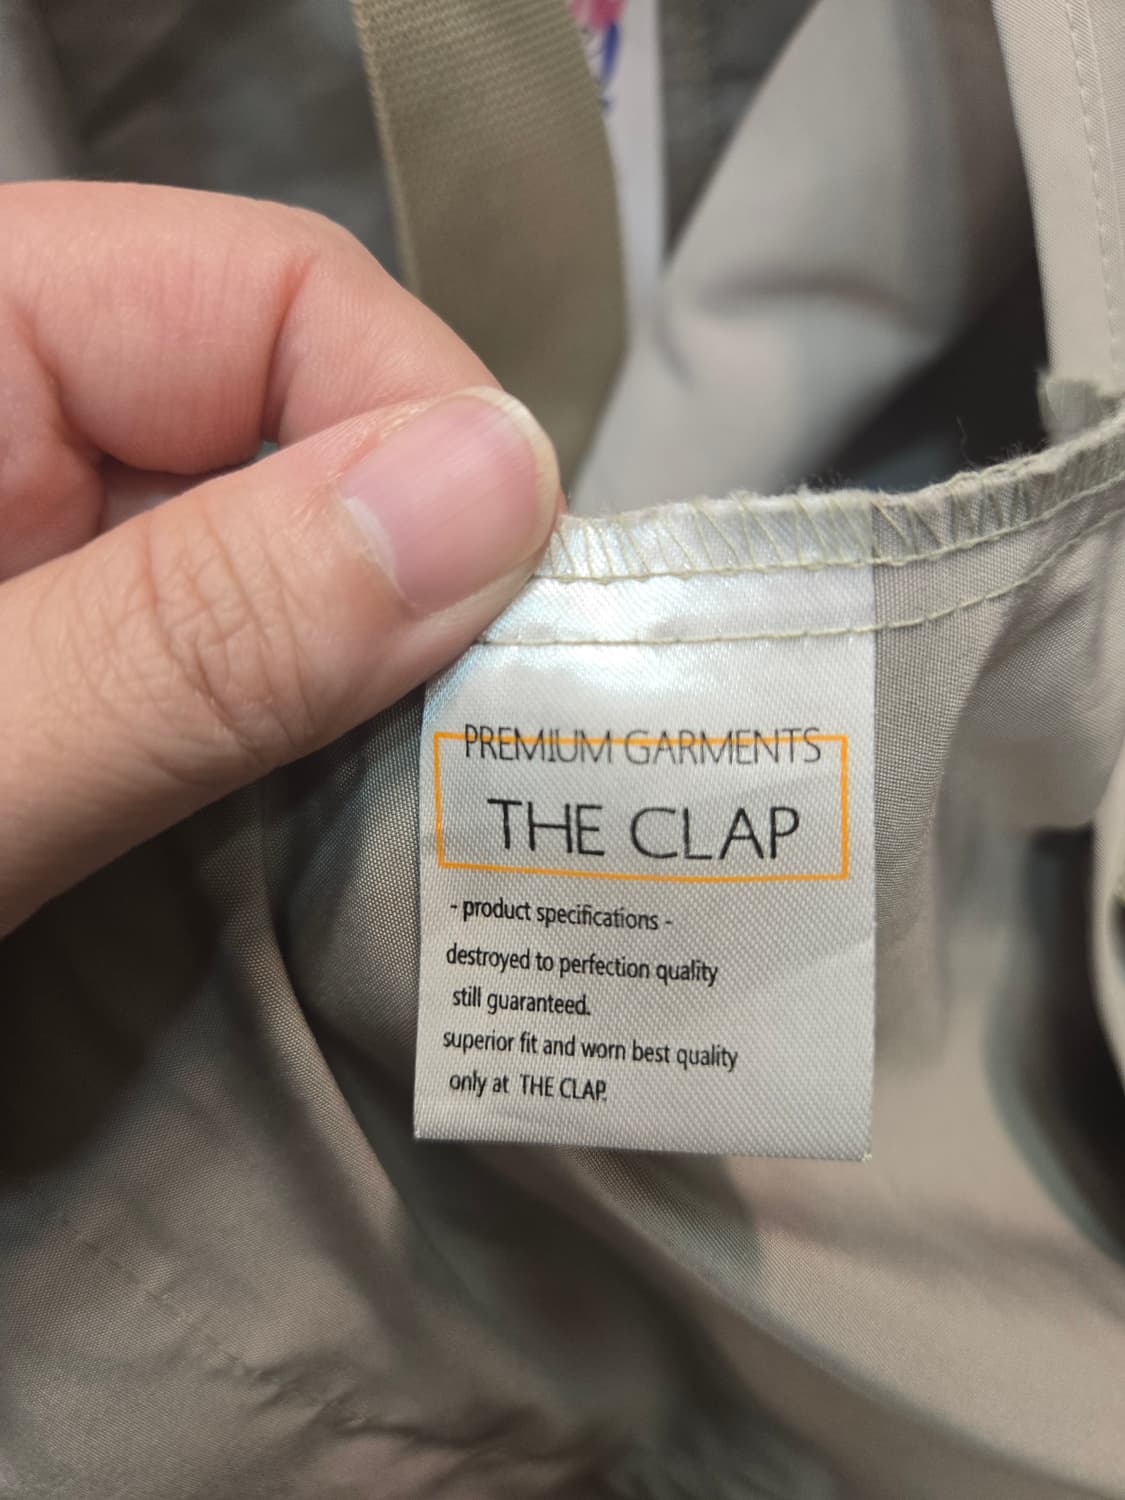 PREMIUM GARMENTS
THE CLAP
- product specifications -
destroyed to perfection quality
still guaranteed.
superior fit and worn best quality
only at THE CLAP.